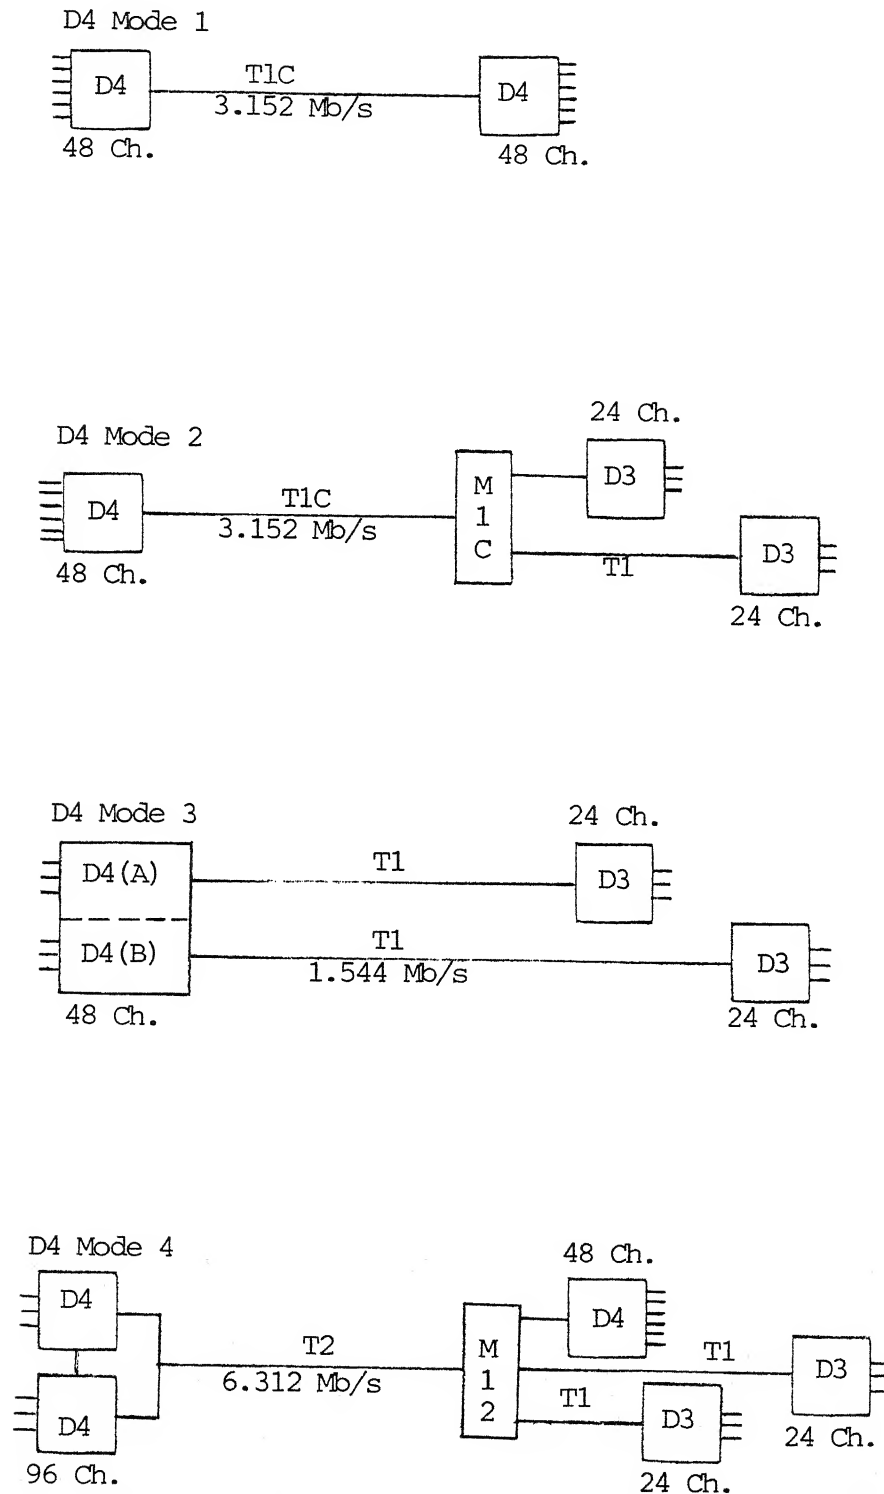 D4 Mode 1
D4
T1C
3.152 Mb/s
D4
48 Ch.
48 Ch.
D4 Mode 2
24 Ch.
D4
T1C
3.152 Mb/s
M
1
C
D3
T1
D3
48 Ch.
24 Ch.
D4 Mode 3
24 Ch.
D4(A)
T1
D3
D4(B)
T1
1.544 Mb/s
D3
48 Ch.
24 Ch.
D4 Mode 4
48 Ch.
D4
D4
T2
6.312 Mb/s
M
1
2
D4
T1
D3
T1
D3
24 Ch.
96 Ch.
24 Ch.